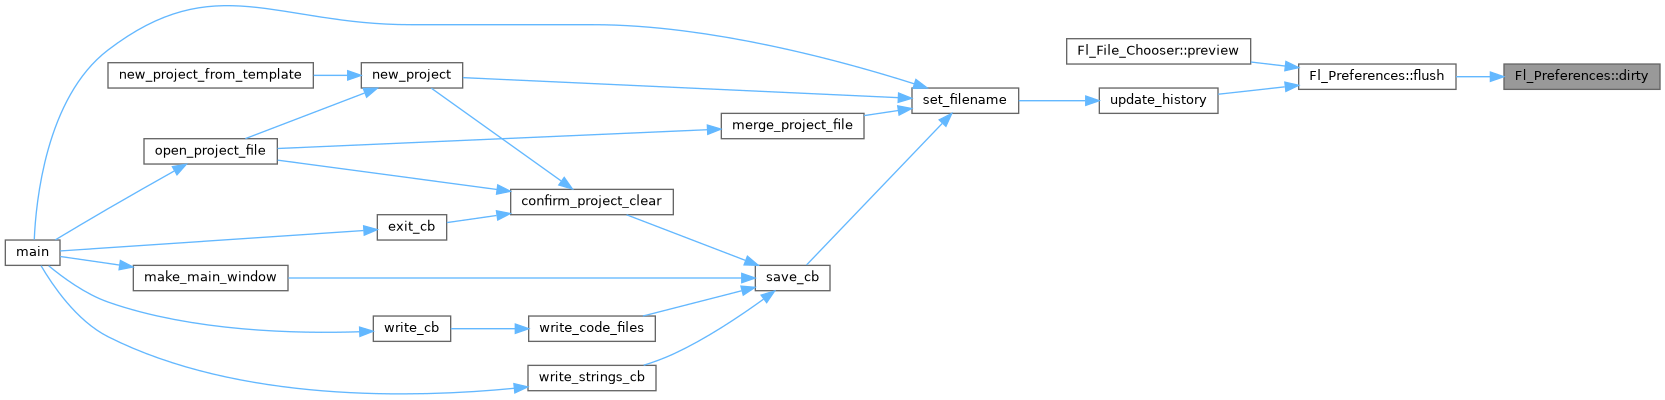 Fl_File_Chooser::preview
new_project_from_template
new_project
Fl_Preferences::flush
Fl_Preferences::dirty
set_filename
update_history
merge_project_file
open_project_file
confirm_project_clear
exit_cb
main
make_main_window
save_cb
write_cb
write_code_files
write_strings_cb